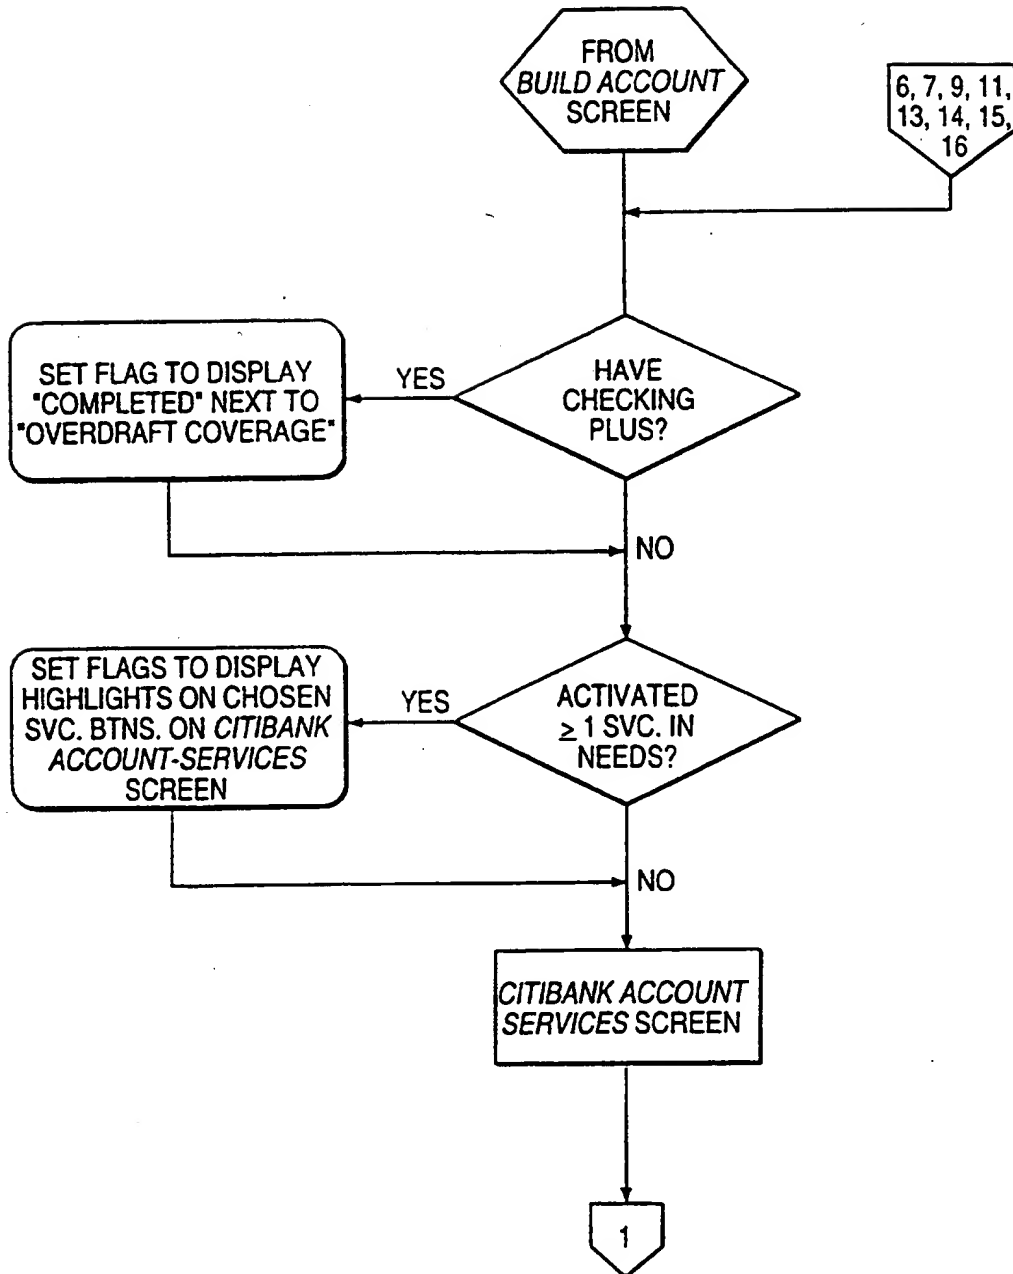 FROM
BUILD ACCOUNT
SCREEN
6, 7, 9, 11,
13, 14, 15,
16
HAVE
CHECKING
PLUS?
YES
SET FLAG TO DISPLAY
"COMPLETED" NEXT TO
"OVERDRAFT COVERAGE"
NO
ACTIVATED
≥ 1 SVC. IN
NEEDS?
YES
SET FLAGS TO DISPLAY
HIGHLIGHTS ON CHOSEN
SVC. BTNS. ON CITIBANK
ACCOUNT-SERVICES
SCREEN
NO
CITIBANK ACCOUNT
SERVICES SCREEN
1